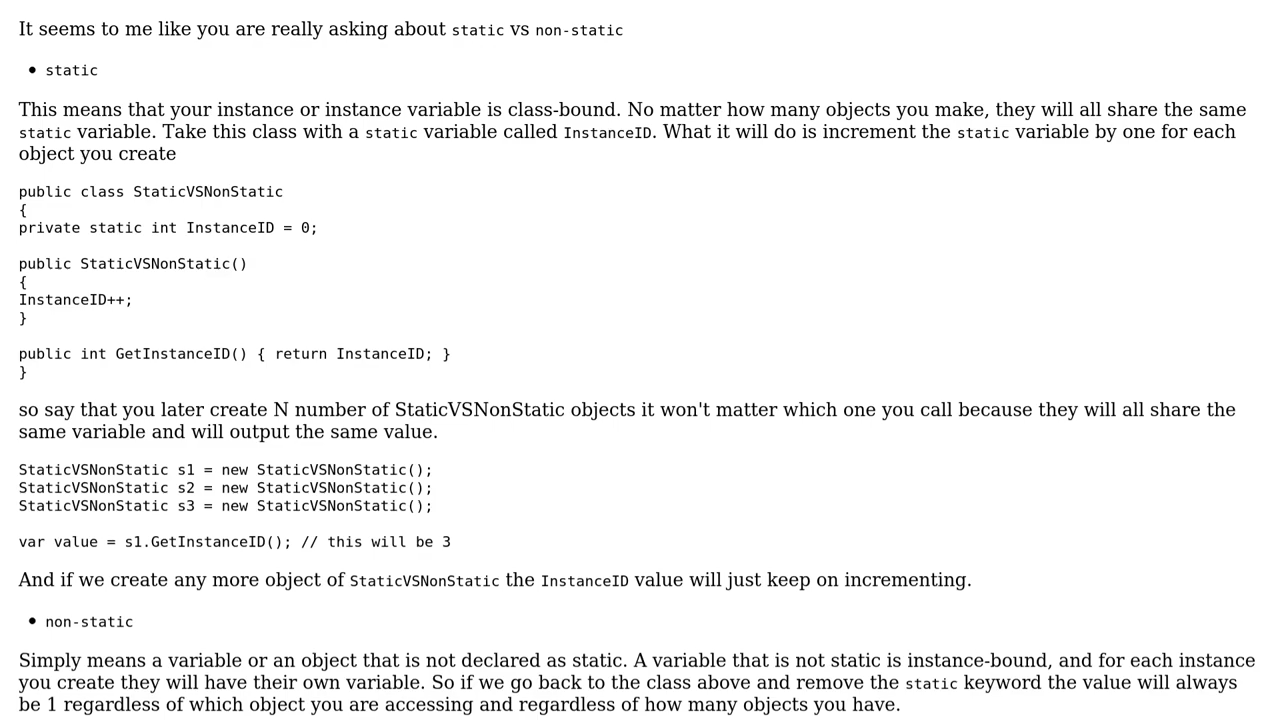 It seems to me like you are really asking about static vs non-static
• static
This means that your instance or instance variable is class-bound. No matter how many objects you make, they will all share the same
static variable. Take this class with a static variable called InstanceID. What it will do is increment the static variable by one for each
object you create
public class StaticVSNonStatic
{
private static int InstanceID = 0;
public StaticVSNonStatic()
{
InstanceID++;
}
public int GetInstanceID() { return InstanceID; }
}
so say that you later create N number of StaticVSNonStatic objects it won't matter which one you call because they will all share the
same variable and will output the same value.
StaticVSNonStatic s1 = new StaticVSNonStatic();
StaticVSNonStatic s2 = new StaticVSNonStatic();
StaticVSNonStatic s3 = new StaticVSNonStatic();
var value = s1.GetInstanceID(); // this will be 3
And if we create any more object of StaticVSNonStatic the InstanceID value will just keep on incrementing.
• non-static
Simply means a variable or an object that is not declared as static. A variable that is not static is instance-bound, and for each instance
you create they will have their own variable. So if we go back to the class above and remove the static keyword the value will always
be 1 regardless of which object you are accessing and regardless of how many objects you have.